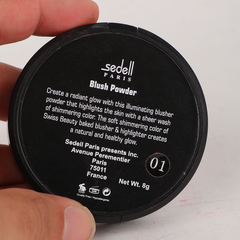 sedell
PARIS
Blush Powder
Create a radiant glow with this illuminating blusher
powder that highlights the skin with a sheer wash
of shimmering color. The soft shimmering color of
Swiss Beauty baked blusher & highlighter creates
a natural and healthy glow.
Sedell Paris presents inc.
Avenue Perementier
Paris
75011
France
01
Net Wt. 8g